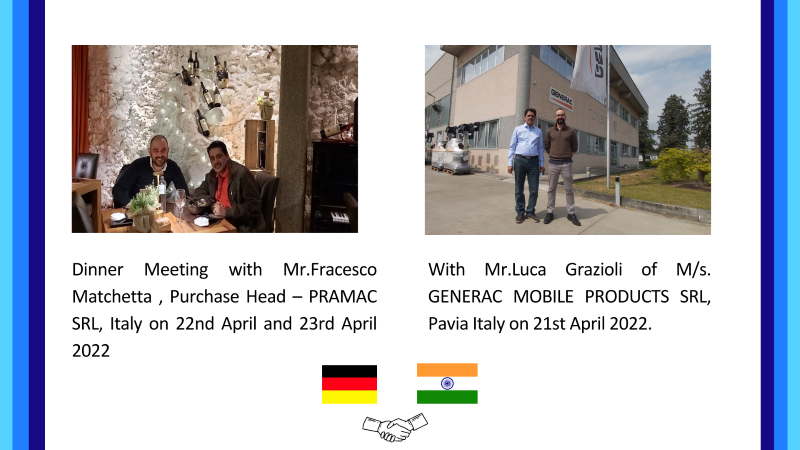 GENERAC
Dinner Meeting with Mr.Fracesco
Matchetta , Purchase Head – PRAMAC
SRL, Italy on 22nd April and 23rd April
2022
With Mr.Luca Grazioli of M/s.
GENERAC MOBILE PRODUCTS SRL,
Pavia Italy on 21st April 2022.